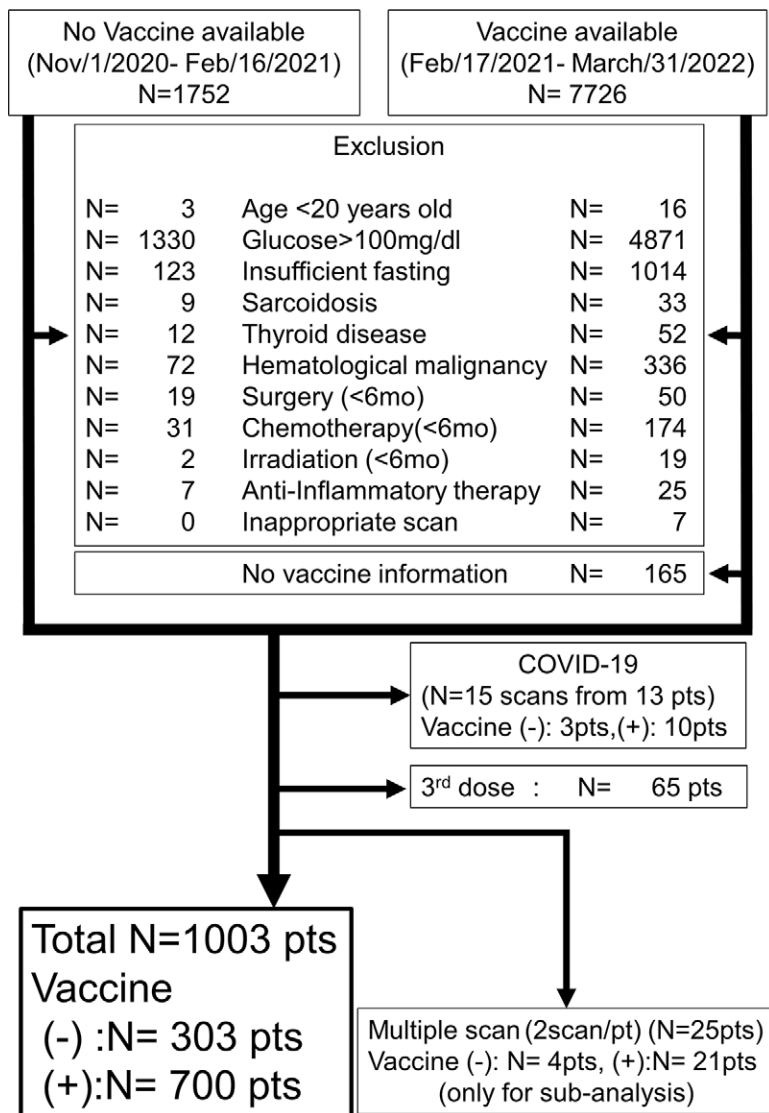 No Vaccine available
(Nov/1/2020- Feb/16/2021)
N=1752
Vaccine available
(Feb/17/2021- March/31/2022)
N= 7726
Exclusion
N= 3 Age <20 years old N= 16
N= 1330 Glucose>100mg/dl N= 4871
N= 123 Insufficient fasting N= 1014
N= 9 Sarcoidosis N= 33
N= 12 Thyroid disease N= 52
N= 72 Hematological malignancy N= 336
N= 19 Surgery (<6mo) N= 50
N= 31 Chemotherapy(<6mo) N= 174
N= 2 Irradiation (<6mo) N= 19
N= 7 Anti-Inflammatory therapy N= 25
N= 0 Inappropriate scan N= 7
No vaccine information N= 165
COVID-19
(N=15 scans from 13 pts)
Vaccine (-): 3pts,(+): 10pts
3rd dose : N= 65 pts
Total N=1003 pts
Vaccine
(-) :N= 303 pts
(+):N= 700 pts
Multiple scan (2scan/pt) (N=25pts)
Vaccine (-): N= 4pts, (+):N= 21pts
(only for sub-analysis)